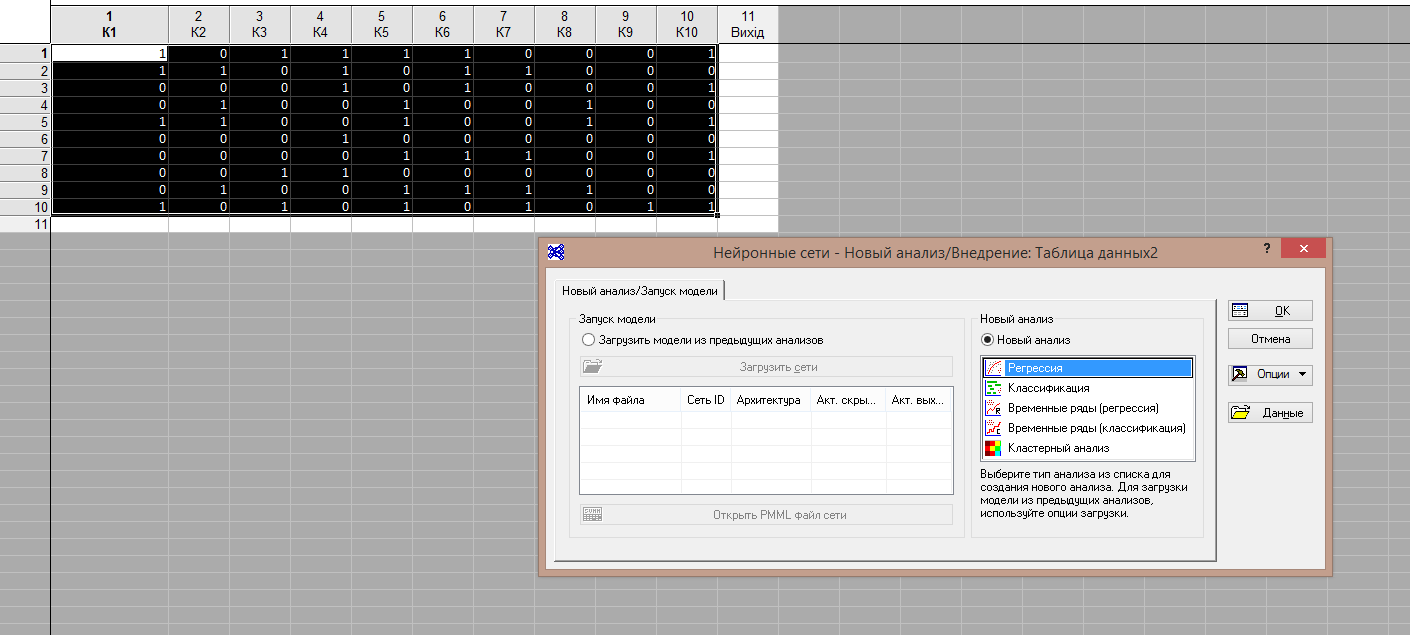 1 2 3 4 5 6 7 8 9 10 11
К1 К2 К3 К4 К5 К6 К7 К8 К9 К10 Вихід
1 1 0 1 1 1 1 0 0 0 1
2 1 1 0 1 0 1 1 0 0 0
3 0 0 0 1 0 1 0 0 0 1
4 0 1 0 0 1 0 0 1 0 0
5 1 1 0 0 1 0 0 1 0 1
6 0 0 0 1 0 0 0 0 0 0
7 0 0 0 0 1 1 1 0 0 1
8 0 0 1 1 0 0 0 0 0 0
9 0 1 0 0 1 1 1 1 0 0
10 1 0 1 0 1 0 1 0 1 1
11
Нейронные сети - Новый анализ/Внедрение: Таблица данных2
?
Новый анализ/Запуск модели
Запуск модели
Загрузить модели из предыдущих анализов
Загрузить сети
Имя файла Сеть ID Архитектура Акт. скры... Акт. вых...
Открыть PMML файл сети
Новый анализ
Новый анализ
Регрессия
Классификация
Временные ряды (регрессия)
Временные ряды (классификация)
Кластерный анализ
Выберите тип анализа из списка для
создания нового анализа. Для загрузки
модели из предыдущих анализов,
используйте опции загрузки.
OK
Отмена
Опции
Данные